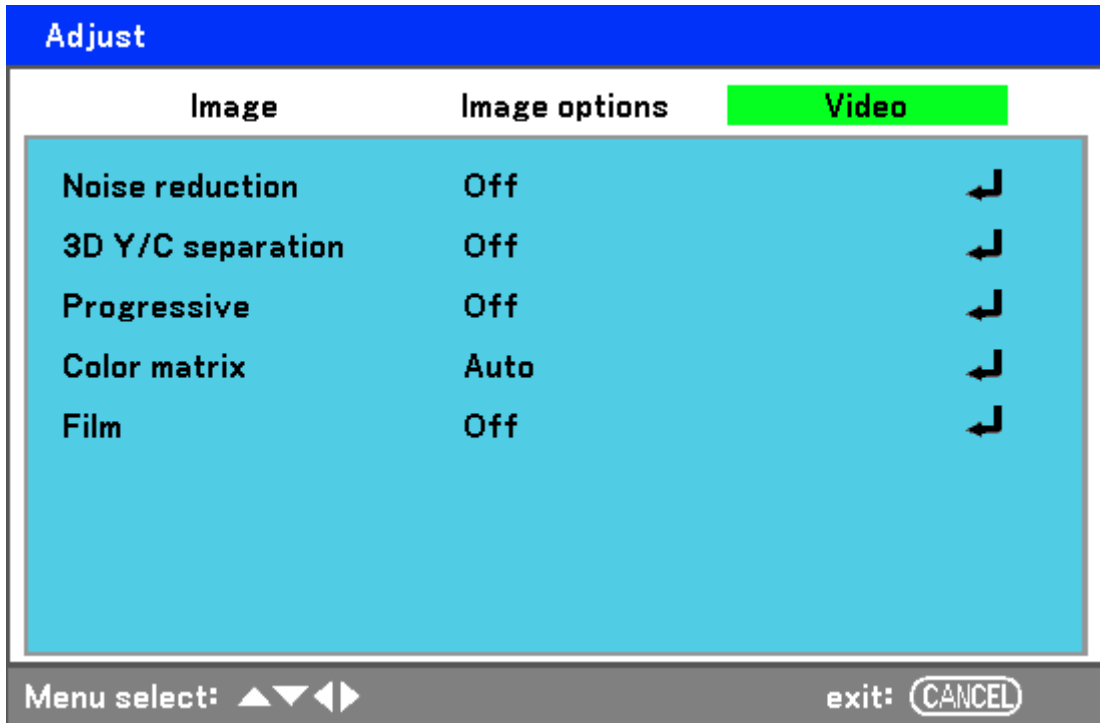 Adjust
Image Image options Video
Noise reduction Off
3D Y/C separation Off
Progressive Off
Color matrix Auto
Film Off
Menu select: exit: CANCEL